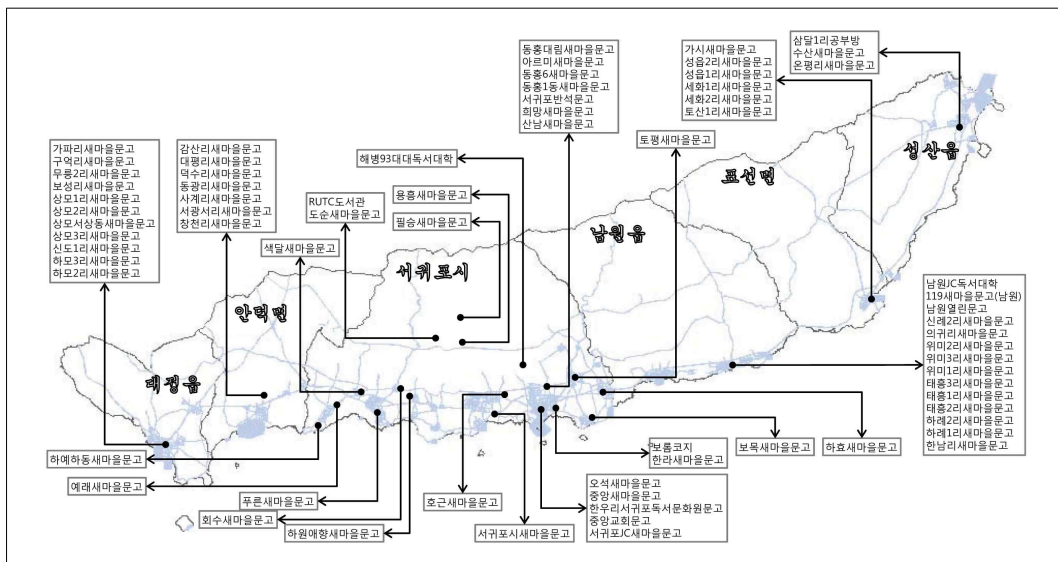 동홍대림새마을문고
아르미새마을문고
동홍6새마을문고
동홍1동새마을문고
서귀포반석문고
희망새마을문고
산남새마을문고
가시새마을문고
성읍2리새마을문고
성읍1리새마을문고
세화1리새마을문고
세화2리새마을문고
토산1리새마을문고
삼달1리공부방
수산새마을문고
온평리새마을문고
가파리새마을문고
구억리새마을문고
무릉2리새마을문고
보성리새마을문고
상모1리새마을문고
상모2리새마을문고
상모서상동새마을문고
상모3리새마을문고
신도1리새마을문고
하모3리새마을문고
하모2리새마을문고
감산리새마을문고
대평리새마을문고
덕수리새마을문고
동광리새마을문고
사계리새마을문고
서광서리새마을문고
창천리새마을문고
해병93대대독서대학
토평새마을문고
용흥새마을문고
필승새마을문고
RUTC도서관
도순새마을문고
색달새마을문고
성산읍
표선면
남원읍
서귀포시
안덕면
대정읍
남원JC독서대학
119새마을문고(남원)
남원열린문고
신례2리새마을문고
의귀리새마을문고
위미2리새마을문고
위미3리새마을문고
위미1리새마을문고
태흥3리새마을문고
태흥1리새마을문고
태흥2리새마을문고
하례2리새마을문고
하례1리새마을문고
한남리새마을문고
하예하동새마을문고
예래새마을문고
푸른새마을문고
회수새마을문고
하원애향새마을문고
호근새마을문고
서귀포시새마을문고
보롬코지
한라새마을문고
보목새마을문고
하효새마을문고
오석새마을문고
중앙새마을문고
한우리서귀포독서문화원문고
중앙교회문고
서귀포JC새마을문고